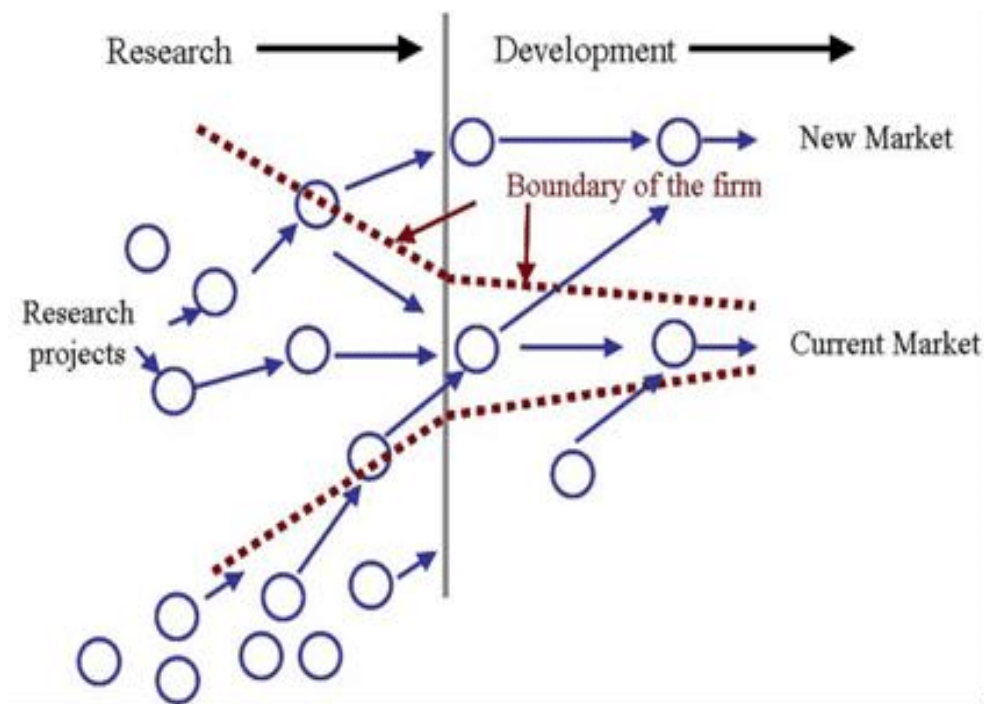 Research
Development
New Market
Boundary of the firm
Research
projects
Current Market